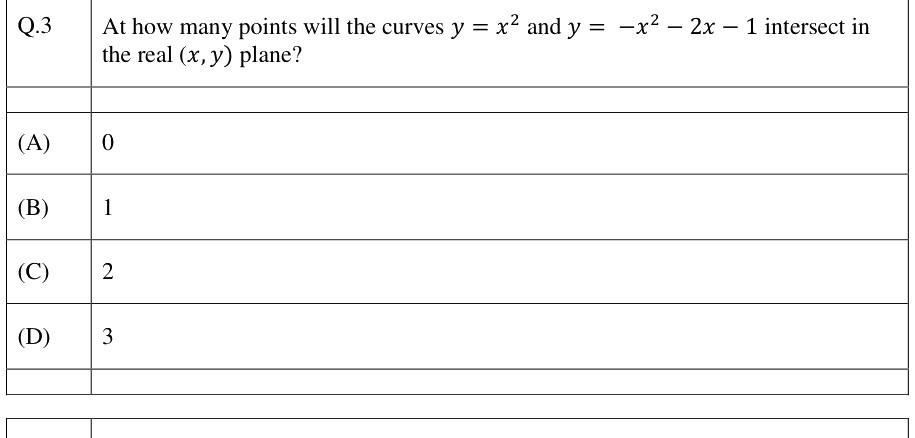 Q.3 At how many points will the curves y = x² and y = −x² − 2x − 1 intersect in
the real (x, y) plane?
(A) 0
(B) 1
(C) 2
(D) 3